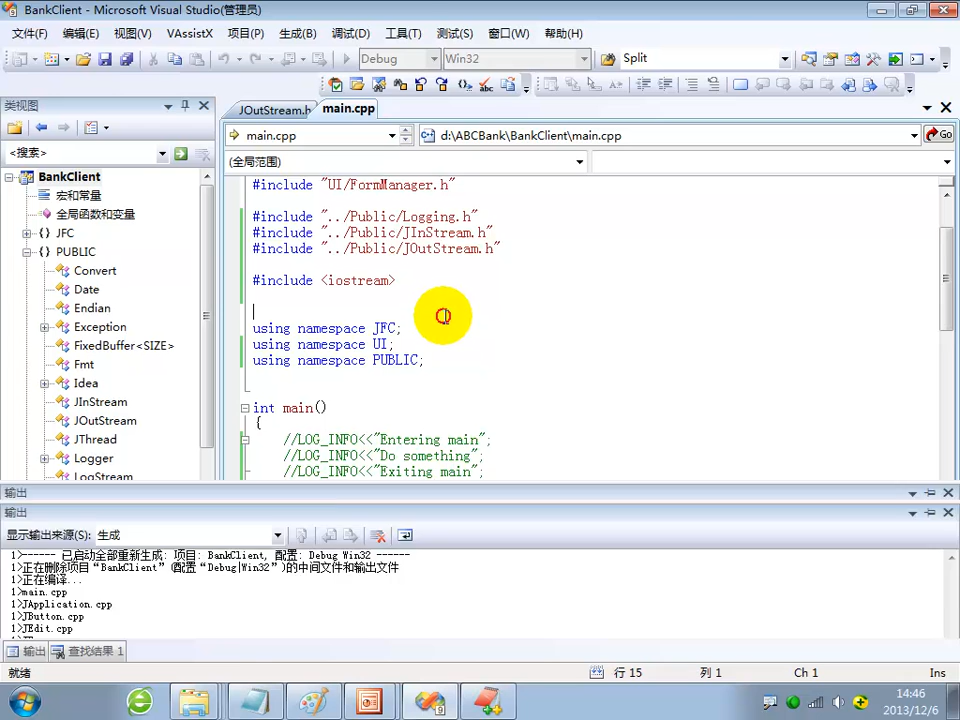 BankClient - Microsoft Visual Studio(管理员)
文件(F) 编辑(E) 视图(V) VAssistX 项目(P) 生成(B) 调试(D) 工具(T) 测试(S) 窗口(W) 帮助(H)
Debug Win32 Split
类视图
JOutStream.h main.cpp
main.cpp d:\ABCBank\BankClient\main.cpp Go
<搜索> (全局范围)
BankClient
宏和常量
全局函数和变量
JFC
PUBLIC
Convert
Date
Endian
Exception
FixedBuffer<SIZE>
Fmt
Idea
JInStream
JOutStream
JThread
Logger
LogStream
#include "UI/FormManager.h"
#include "../Public/Logging.h"
#include "../Public/JInStream.h"
#include "../Public/JOutStream.h"
#include <iostream>
using namespace JFC;
using namespace UI;
using namespace PUBLIC;
int main()
{
//LOG_INFO<<"Entering main";
//LOG_INFO<<"Do something";
//LOG_INFO<<"Exiting main";
输出
输出
显示输出来源(S): 生成
1>------ 已启动全部重新生成: 项目: BankClient, 配置: Debug Win32 ------
1>正在删除项目“BankClient”(配置“Debug|Win32”)的中间文件和输出文件
1>正在编译...
1>main.cpp
1>JApplication.cpp
1>JButton.cpp
1>JEdit.cpp
输出 查找结果 1
就绪 行 15 列 1 Ch 1 Ins
14:46
2013/12/6